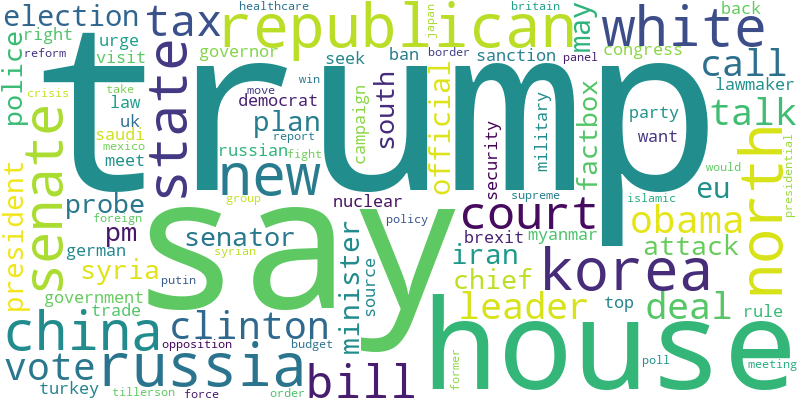 healthcare
britain
election
tax
republican
japan
white
may
back
right
urge
governor
seek
ban
sanction
border
panel
congress
police
visit
reform
trump
state
call
crisis
take
move
win
lawmaker
law
democrat
south
official
factbox
talk
uk
report
campaign
military
party
saudi
plan
want
mexico
fight
meet
russian
security
north
senate
new
would
presidential
president
probe
group
nuclear
supreme
islamic
eu
foreign
say
court
obama
pm
senator
policy
brexit
myanmar
attack
german
syrian
minister
iran
korea
syria
putin
source
chief
government
leader
deal
trade
top
rule
china
clinton
house
vote
russia
opposition
budget
bill
former
poll
meeting
turkey
tillerson
force
order